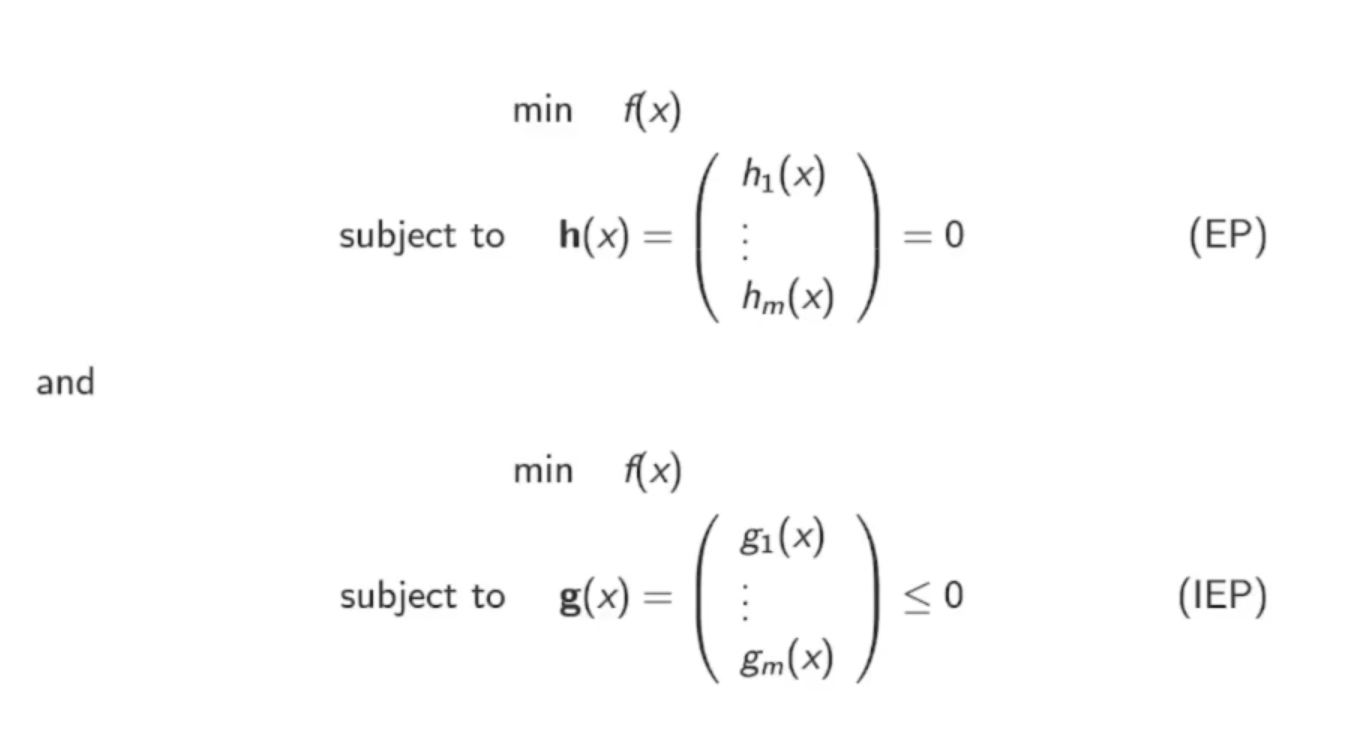 min f(x)
subject to h(x) = ( h₁(x) ⋮ hₘ(x) ) = 0 (EP)
and
min f(x)
subject to g(x) = ( g₁(x) ⋮ gₘ(x) ) ≤ 0 (IEP)